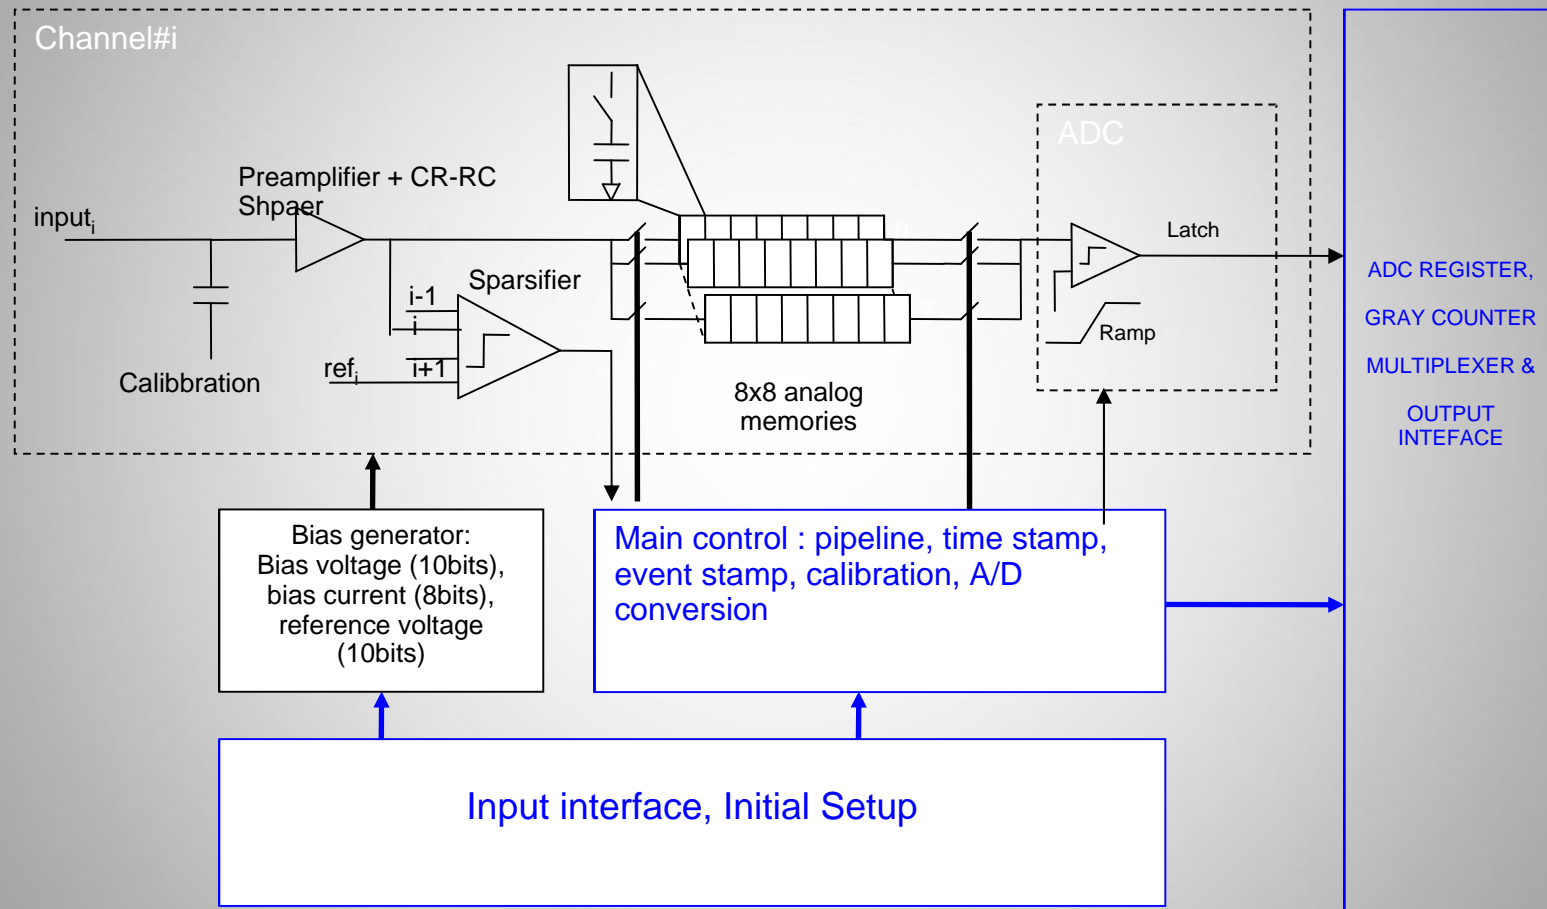 Channel#i
ADC
Preamplifier + CR-RC
Shpaer
input i
Latch
Sparsifier
i-1
i
i+1
ref i
Ramp
Calibbration
8x8 analog
memories
ADC REGISTER,
GRAY COUNTER
MULTIPLEXER &
OUTPUT
INTEFACE
Bias generator:
Bias voltage (10bits),
bias current (8bits),
reference voltage
(10bits)
Main control : pipeline, time stamp,
event stamp, calibration, A/D
conversion
Input interface, Initial Setup